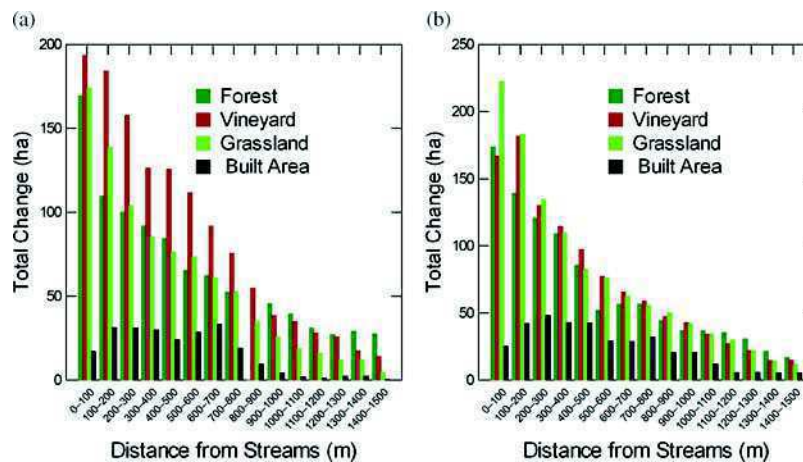 (a)
200
150
100
50
0
Total Change (ha)
Forest
Vineyard
Grassland
Built Area
0-100
100-200
200-300
300-400
400-500
500-600
600-700
700-800
800-900
900-1000
1000-1100
1100-1200
1200-1300
1300-1400
1400-1500
Distance from Streams (m)
(b)
250
200
150
100
50
0
Total Change (ha)
Forest
Vineyard
Grassland
Built Area
0-100
100-200
200-300
300-400
400-500
500-600
600-700
700-800
800-900
900-1000
1000-1100
1100-1200
1200-1300
1300-1400
1400-1500
Distance from Streams (m)